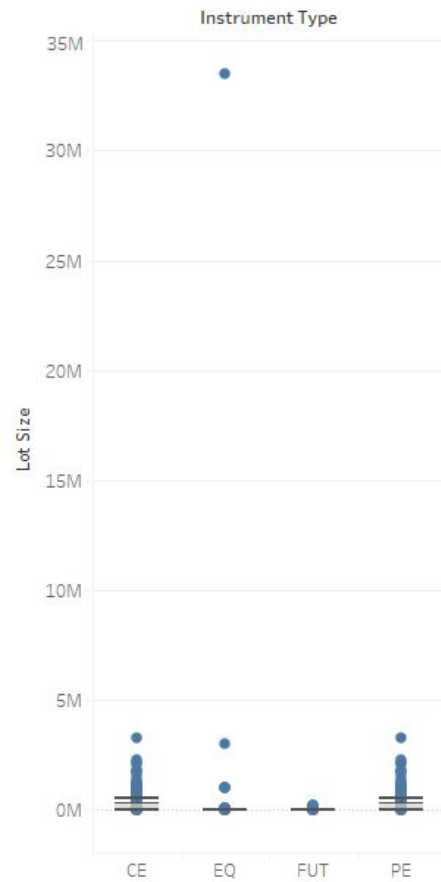 Instrument Type
35M
30M
25M
20M
15M
10M
5M
0M
Lot Size
CE EQ FUT PE